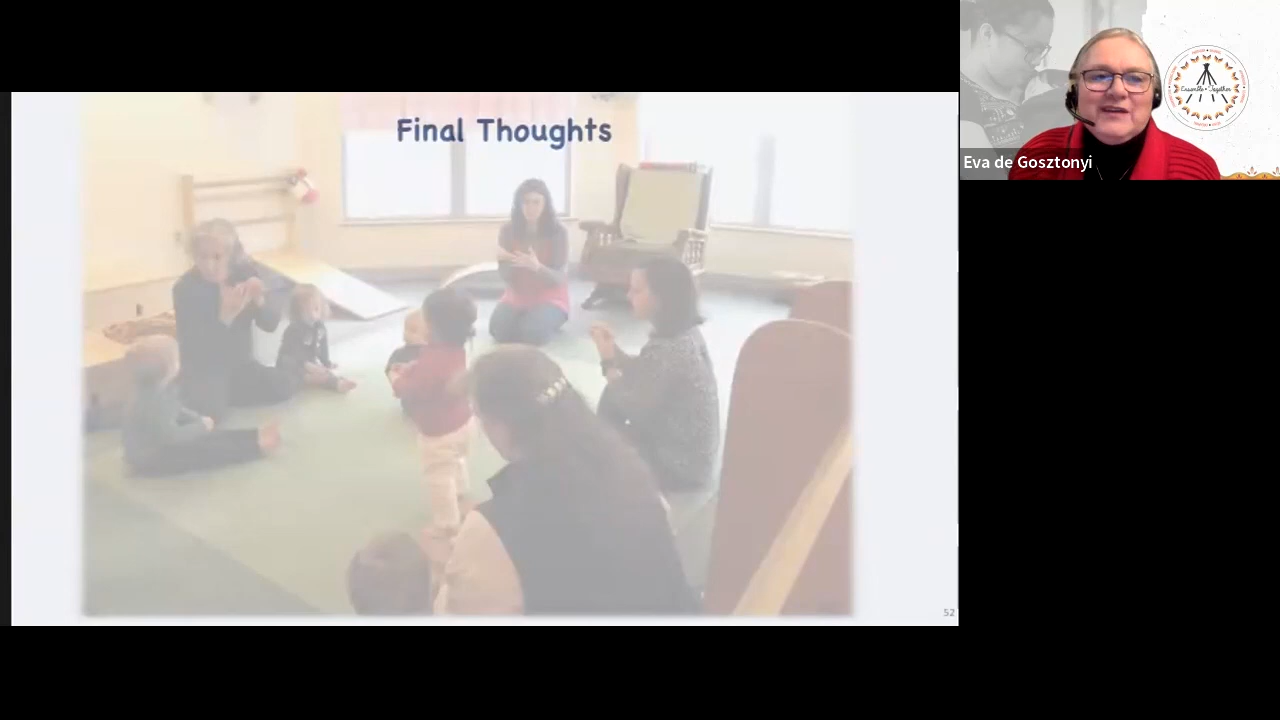 Final Thoughts
Eva de Gosztonyi
Ensemble • Together
52